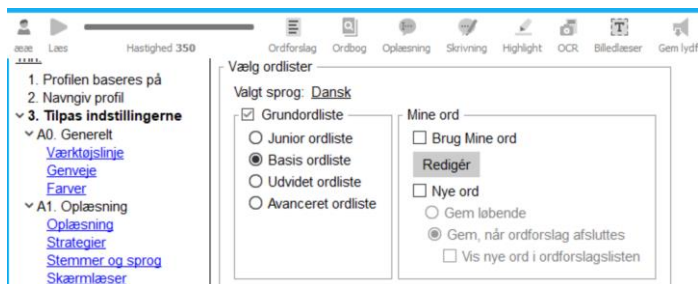 æææ Læs Hastighed 350 Ordforslag Ordbog Oplæsning Skrivning Highlight OCR Billedlæser Gem lydf
Vælg ordlister
1. Profilen baseres på
2. Navngiv profil
3. Tilpas indstillingerne
A0. Generelt
Værktøjslinje
Genveje
Farver
A1. Oplæsning
Oplæsning
Strategier
Stemmer og sprog
Skærmlæser
Valgt sprog: Dansk
Grundordliste
Junior ordliste
Basis ordliste
Udvidet ordliste
Avanceret ordliste
Mine ord
Brug Mine ord
Redigér
Nye ord
Gem løbende
Gem, når ordforslag afsluttes
Vis nye ord i ordforslagslisten